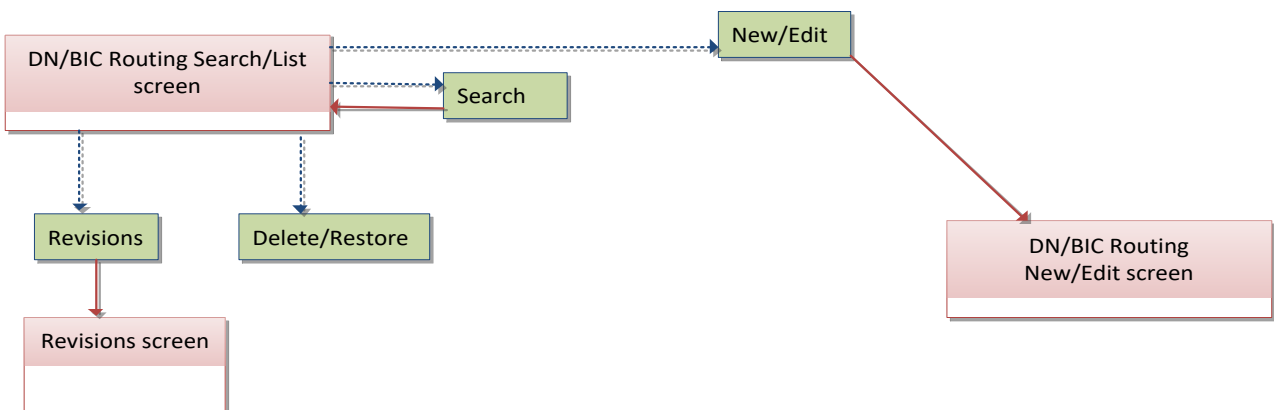 New/Edit
DN/BIC Routing Search/List
screen
Search
Revisions
Delete/Restore
DN/BIC Routing
New/Edit screen
Revisions screen